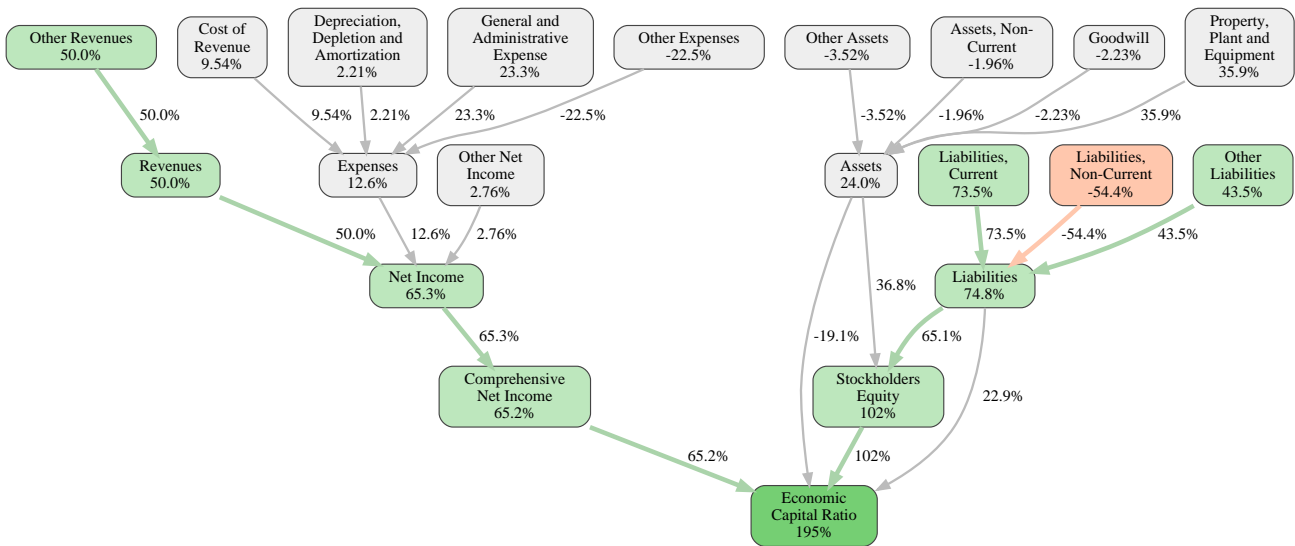 Other Revenues
50.0%
Cost of
Revenue
9.54%
Depreciation,
Depletion and
Amortization
2.21%
General and
Administrative
Expense
23.3%
Other Expenses
-22.5%
Other Assets
-3.52%
Assets, Non-
Current
-1.96%
Goodwill
-2.23%
Property,
Plant and
Equipment
35.9%
50.0%
9.54%
2.21%
23.3%
-22.5%
-3.52%
-1.96%
-2.23%
35.9%
Revenues
50.0%
Expenses
12.6%
Other Net
Income
2.76%
Assets
24.0%
Liabilities,
Current
73.5%
Liabilities,
Non-Current
-54.4%
Other
Liabilities
43.5%
50.0%
12.6%
2.76%
73.5%
-54.4%
43.5%
Net Income
65.3%
36.8%
Liabilities
74.8%
65.3%
-19.1%
65.1%
Comprehensive
Net Income
65.2%
Stockholders
Equity
102%
22.9%
65.2%
102%
Economic
Capital Ratio
195%